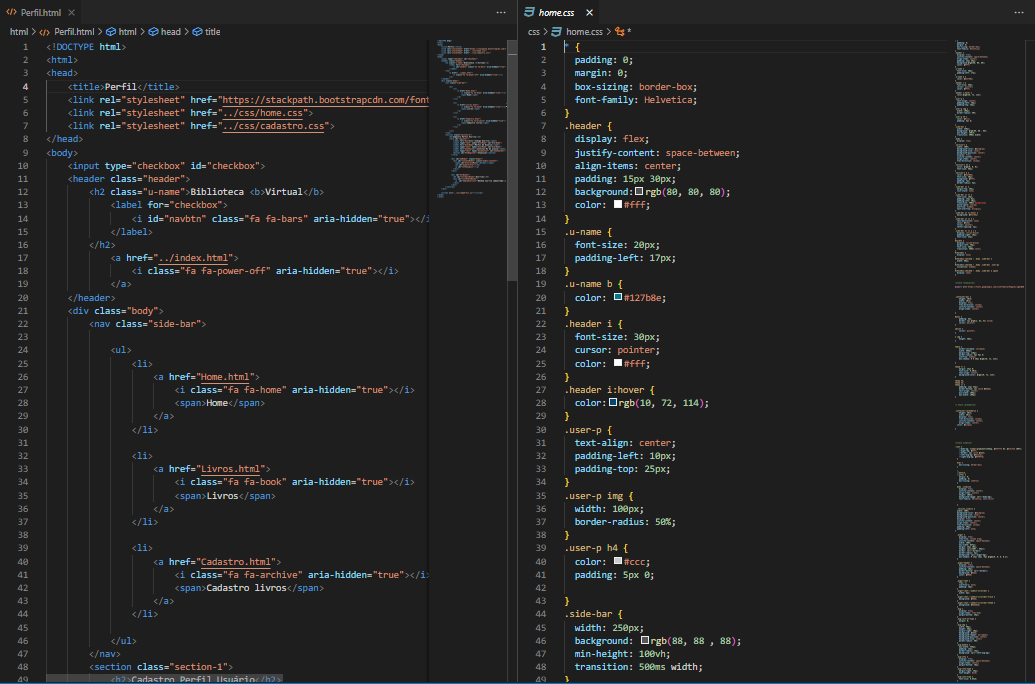 Perfil.html
html > Perfil.html > html > head > title
1 <!DOCTYPE html>
2 <html>
3 <head>
4 <title>Perfil</title>
5 <link rel="stylesheet" href="https://stackpath.bootstrapcdn.com/font
6 <link rel="stylesheet" href="../css/home.css">
7 <link rel="stylesheet" href="../css/cadastro.css">
8 </head>
9 <body>
10 <input type="checkbox" id="checkbox">
11 <header class="header">
12 <h2 class="u-name">Biblioteca <b>Virtual</b>
13 <label for="checkbox">
14 <i id="navbtn" class="fa fa-bars" aria-hidden="true"></i
15 </label>
16 </h2>
17 <a href="../index.html">
18 <i class="fa fa-power-off" aria-hidden="true"></i>
19 </a>
20 </header>
21 <div class="body">
22 <nav class="side-bar">
23
24 <ul>
25 <li>
26 <a href="Home.html">
27 <i class="fa fa-home" aria-hidden="true"></i>
28 <span>Home</span>
29 </a>
30 </li>
31
32 <li>
33 <a href="Livros.html">
34 <i class="fa fa-book" aria-hidden="true"></i>
35 <span>Livros</span>
36 </a>
37 </li>
38
39 <li>
40 <a href="Cadastro.html">
41 <i class="fa fa-archive" aria-hidden="true"></i>
42 <span>Cadastro livros</span>
43 </a>
44 </li>
45
46 </ul>
47 </nav>
48 <section class="section-1">
49 <h2>Cadastro Perfil Usuário</h2>
home.css
css > home.css > *
1 * {
2 padding: 0;
3 margin: 0;
4 box-sizing: border-box;
5 font-family: Helvetica;
6 }
7 .header {
8 display: flex;
9 justify-content: space-between;
10 align-items: center;
11 padding: 15px 30px;
12 background: rgb(80, 80, 80);
13 color: #fff;
14 }
15 .u-name {
16 font-size: 20px;
17 padding-left: 17px;
18 }
19 .u-name b {
20 color: #127b8e;
21 }
22 .header i {
23 font-size: 30px;
24 cursor: pointer;
25 color: #fff;
26 }
27 .header i:hover {
28 color: rgb(10, 72, 114);
29 }
30 .user-p {
31 text-align: center;
32 padding-left: 10px;
33 padding-top: 25px;
34 }
35 .user-p img {
36 width: 100px;
37 border-radius: 50%;
38 }
39 .user-p h4 {
40 color: #ccc;
41 padding: 5px 0;
42
43 }
44 .side-bar {
45 width: 250px;
46 background: rgb(88, 88 , 88);
47 min-height: 100vh;
48 transition: 500ms width;
49 }